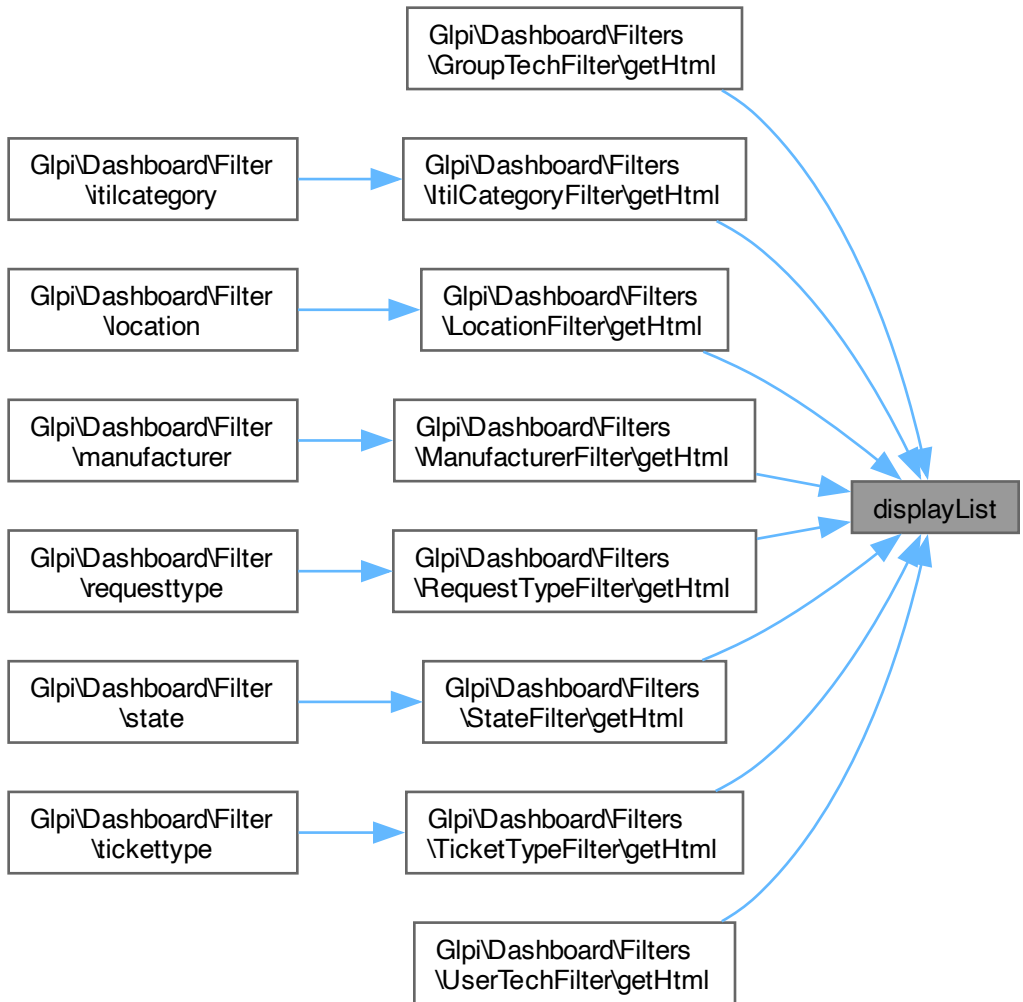 Glpi\Dashboard\Filters
\GroupTechFilter\getHtml
Glpi\Dashboard\Filter
\itilcategory
Glpi\Dashboard\Filters
\ItilCategoryFilter\getHtml
Glpi\Dashboard\Filter
\location
Glpi\Dashboard\Filters
\LocationFilter\getHtml
Glpi\Dashboard\Filter
\manufacturer
Glpi\Dashboard\Filters
\ManufacturerFilter\getHtml
displayList
Glpi\Dashboard\Filter
\requesttype
Glpi\Dashboard\Filters
\RequestTypeFilter\getHtml
Glpi\Dashboard\Filter
\state
Glpi\Dashboard\Filters
\StateFilter\getHtml
Glpi\Dashboard\Filter
\tickettype
Glpi\Dashboard\Filters
\TicketTypeFilter\getHtml
Glpi\Dashboard\Filters
\UserTechFilter\getHtml